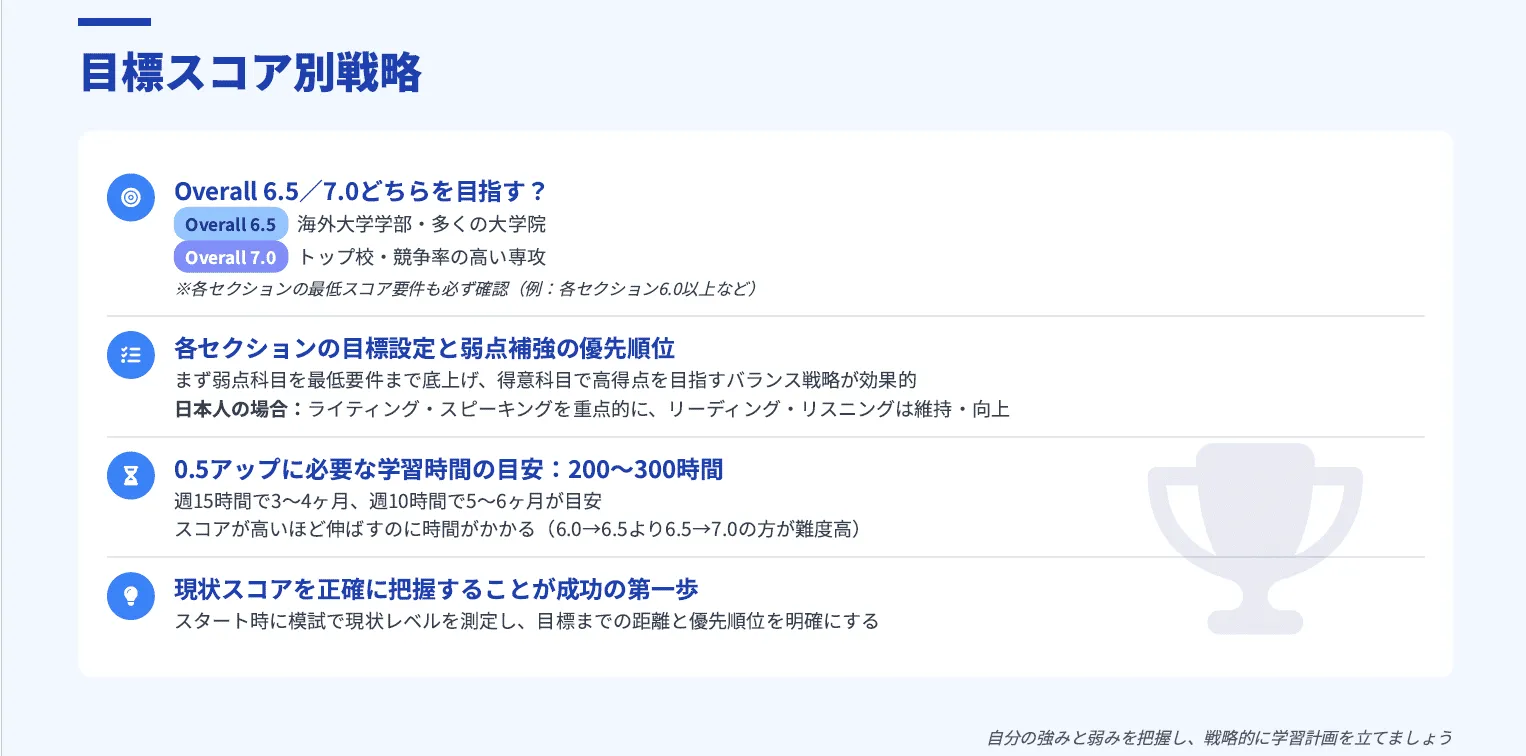 目標スコア別戦略
Overall 6.5／7.0どちらを目指す？
Overall 6.5 海外大学学部・多くの大学院
Overall 7.0 トップ校・競争率の高い専攻
※各セクションの最低スコア要件も必ず確認（例：各セクション6.0以上など）
各セクションの目標設定と弱点補強の優先順位
まず弱点科目を最低要件まで底上げ、得意科目で高得点を目指すバランス戦略が効果的
日本人の場合：ライティング・スピーキングを重点的に、リーディング・リスニングは維持・向上
0.5アップに必要な学習時間の目安：200〜300時間
週15時間で3〜4ヶ月、週10時間で5〜6ヶ月が目安
スコアが高いほど伸ばすのに時間がかかる（6.0→6.5より6.5→7.0の方が難度高）
現状スコアを正確に把握することが成功の第一歩
スタート時に模試で現状レベルを測定し、目標までの距離と優先順位を明確にする
自分の強みと弱みを把握し、戦略的に学習計画を立てましょう